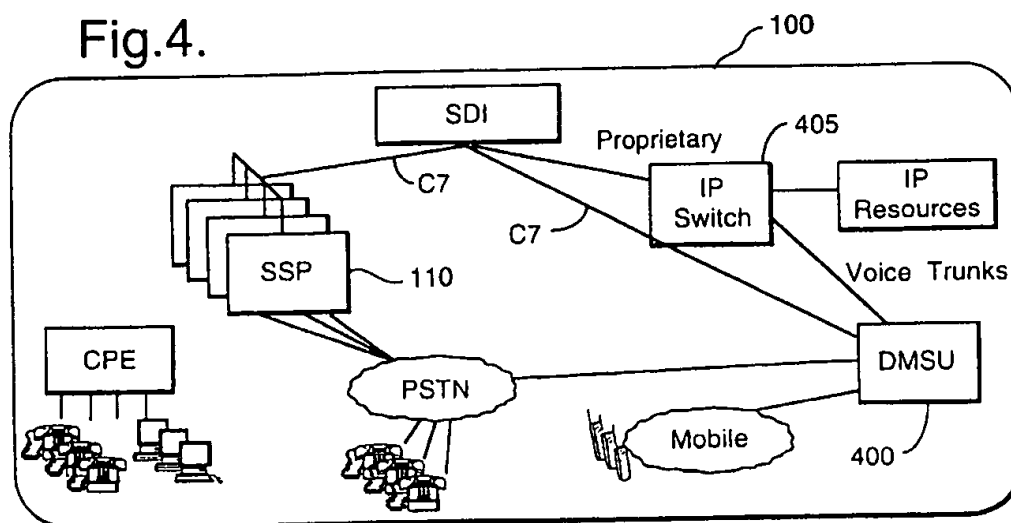 Fig.4.
100
SDI
Proprietary
405
C7
IP
Switch
IP
Resources
C7
SSP
110
Voice Trunks
CPE
PSTN
DMSU
Mobile
400